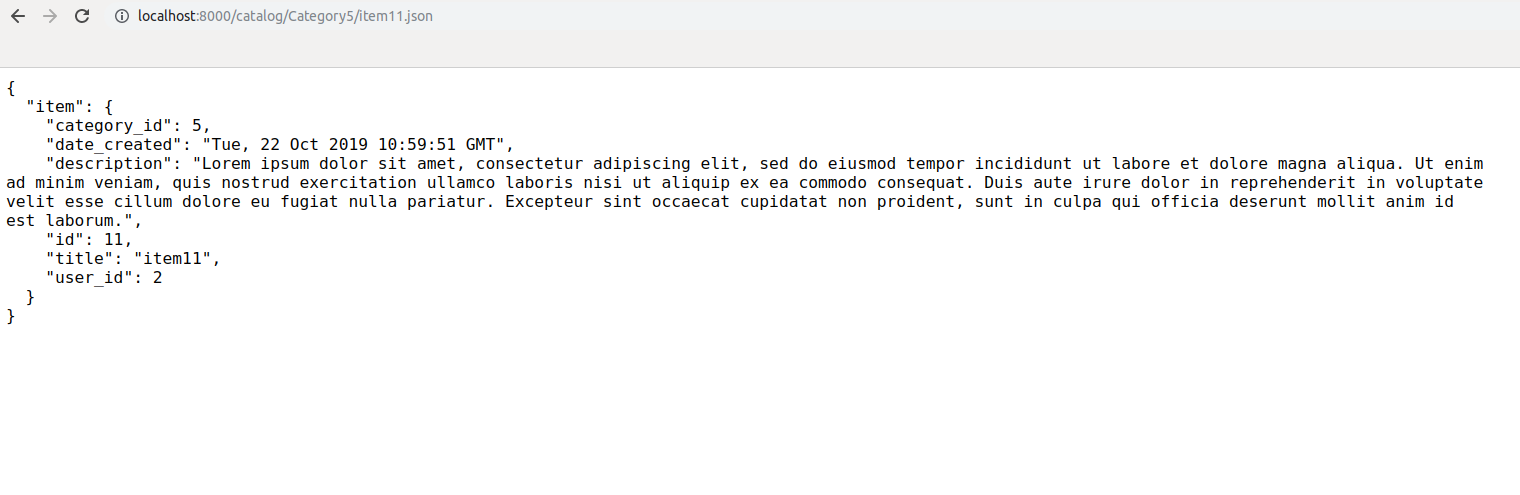 localhost:8000/catalog/Category5/item11.json
{
  "item": {
    "category_id": 5,
    "date_created": "Tue, 22 Oct 2019 10:59:51 GMT",
    "description": "Lorem ipsum dolor sit amet, consectetur adipiscing elit, sed do eiusmod tempor incididunt ut labore et dolore magna aliqua. Ut enim
ad minim veniam, quis nostrud exercitation ullamco laboris nisi ut aliquip ex ea commodo consequat. Duis aute irure dolor in reprehenderit in voluptate
velit esse cillum dolore eu fugiat nulla pariatur. Excepteur sint occaecat cupidatat non proident, sunt in culpa qui officia deserunt mollit anim id
est laborum.",
    "id": 11,
    "title": "item11",
    "user_id": 2
  }
}